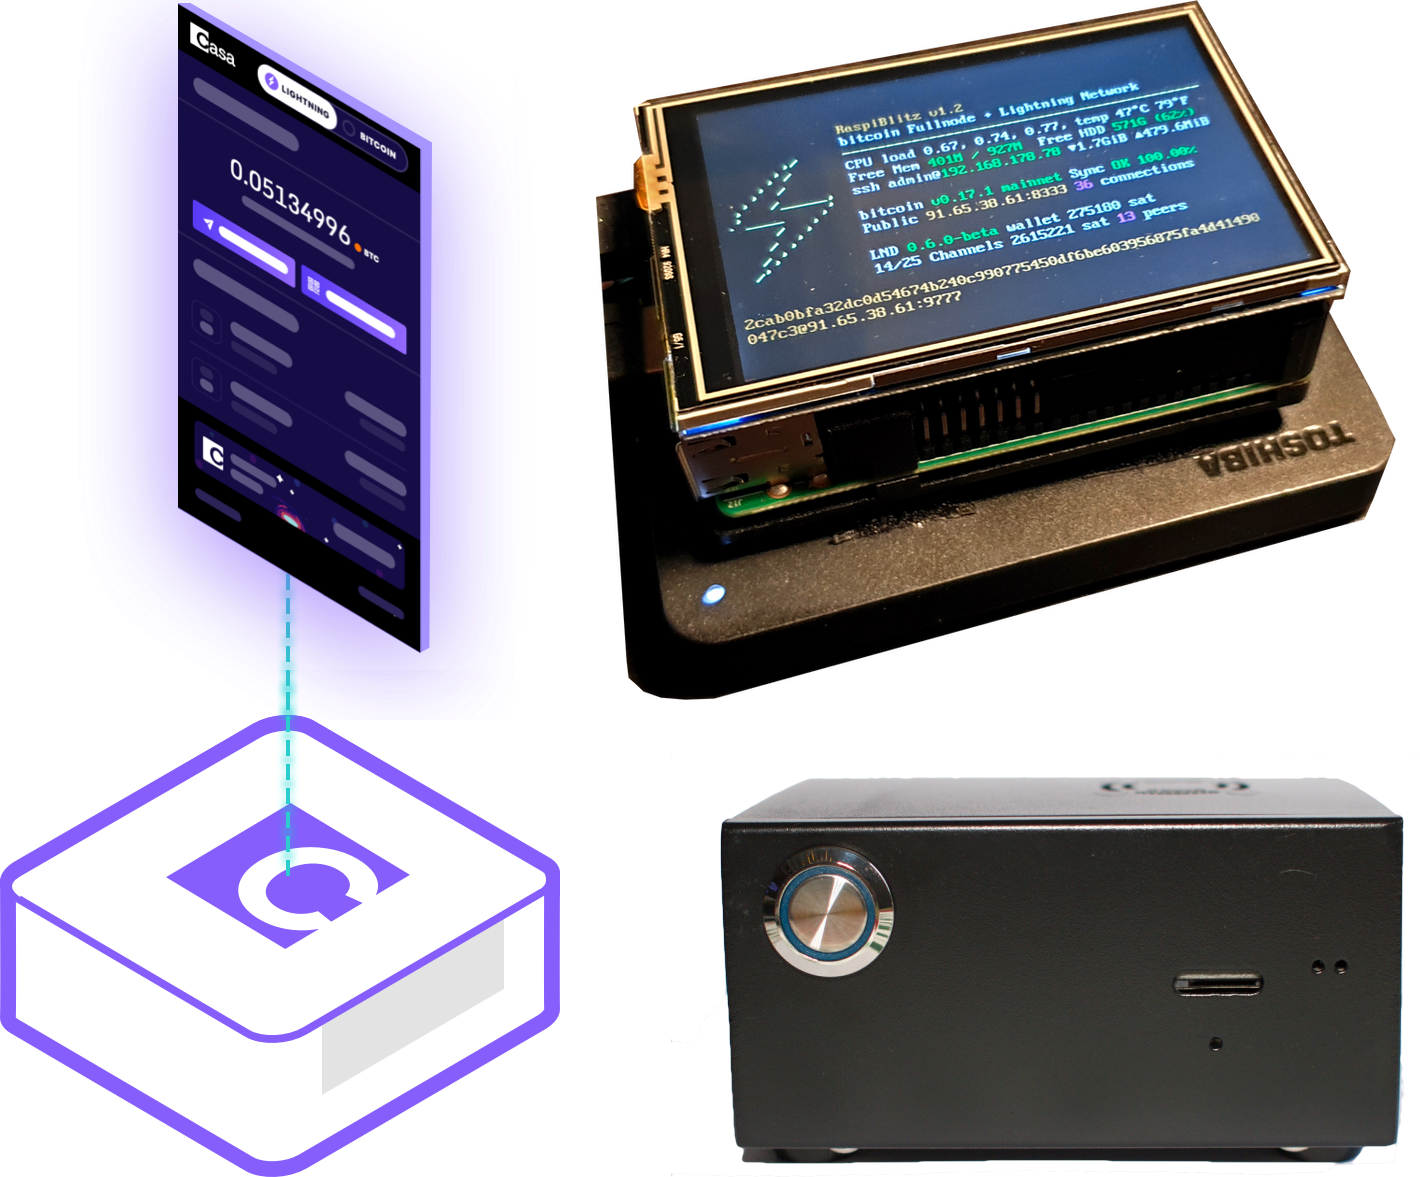 Casa
LIGHTNING
BITCOIN
0.05134996 BTC
RaspiBlitz v1.2
bitcoin Fullnode + Lightning Network
CPU load 0.67, 0.74, 0.77, temp 47°C 79°F
Free Mem 401M / 927M Free HDD 571G (62%)
ssh admin@192.168.178.78 ▼1.7GiB ▲479.6MiB
bitcoin v0.17.1 mainnet Sync OK 100.00%
Public 91.65.38.61:8333 36 connections
LND 0.6.0-beta wallet 275180 sat
14/25 Channels 2615221 sat 13 peers
2cab0bfa32dc0d54674b240c990775450df6be603956875fa4d41490
047c3@91.65.38.61:9777
TOSHIBA